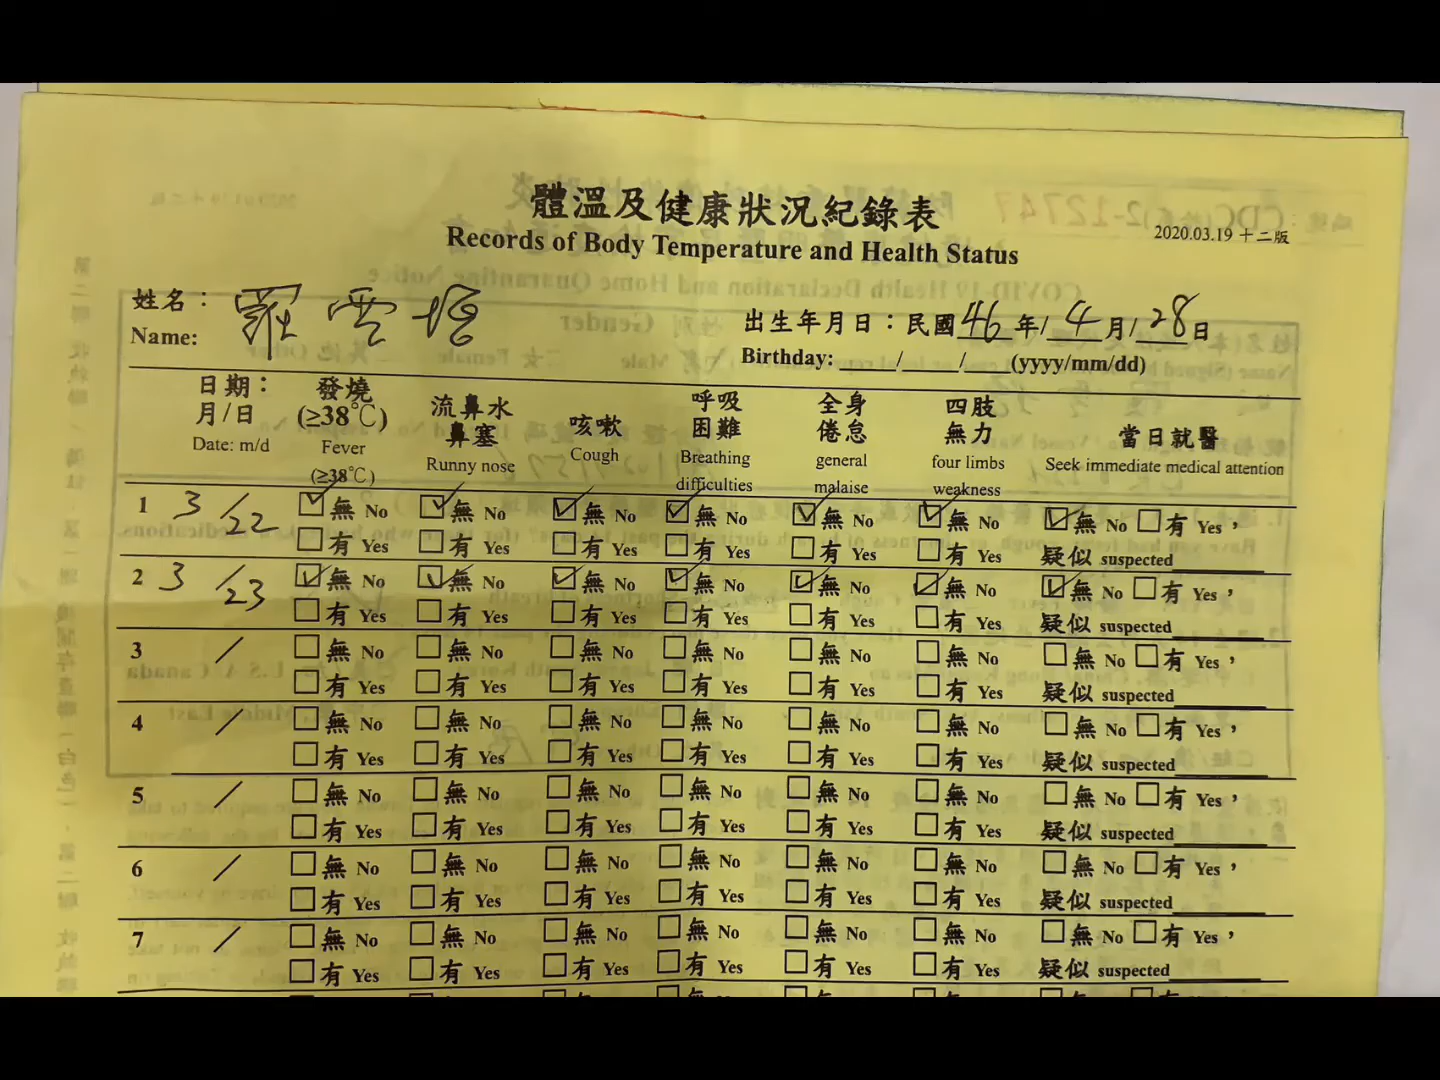 體溫及健康狀況紀錄表
Records of Body Temperature and Health Status
2020.03.19 十二版
姓名：羅雲
Name:
出生年月日：民國46年/4月/28日
Birthday: ____/____/____(yyyy/mm/dd)
日期： 發燒 流鼻水 咳嗽 呼吸 全身 四肢 當日就醫
月/日 (≥38℃) 鼻塞 困難 倦怠 無力
Date: m/d Fever Runny nose Cough Breathing general four limbs Seek immediate medical attention
(≥38℃) difficulties malaise weakness
1 3/22 ☑無 No ☑無 No ☑無 No ☑無 No ☑無 No ☑無 No ☑無 No □有 Yes，
□有 Yes □有 Yes □有 Yes □有 Yes □有 Yes □有 Yes 疑似 suspected________
2 3/23 ☑無 No ☑無 No ☑無 No ☑無 No ☑無 No ☑無 No ☑無 No □有 Yes，
□有 Yes □有 Yes □有 Yes □有 Yes □有 Yes □有 Yes 疑似 suspected________
3 / □無 No □無 No □無 No □無 No □無 No □無 No □無 No □有 Yes，
□有 Yes □有 Yes □有 Yes □有 Yes □有 Yes □有 Yes 疑似 suspected________
4 / □無 No □無 No □無 No □無 No □無 No □無 No □無 No □有 Yes，
□有 Yes □有 Yes □有 Yes □有 Yes □有 Yes □有 Yes 疑似 suspected________
5 / □無 No □無 No □無 No □無 No □無 No □無 No □無 No □有 Yes，
□有 Yes □有 Yes □有 Yes □有 Yes □有 Yes □有 Yes 疑似 suspected________
6 / □無 No □無 No □無 No □無 No □無 No □無 No □無 No □有 Yes，
□有 Yes □有 Yes □有 Yes □有 Yes □有 Yes □有 Yes 疑似 suspected________
7 / □無 No □無 No □無 No □無 No □無 No □無 No □無 No □有 Yes，
□有 Yes □有 Yes □有 Yes □有 Yes □有 Yes □有 Yes 疑似 suspected________